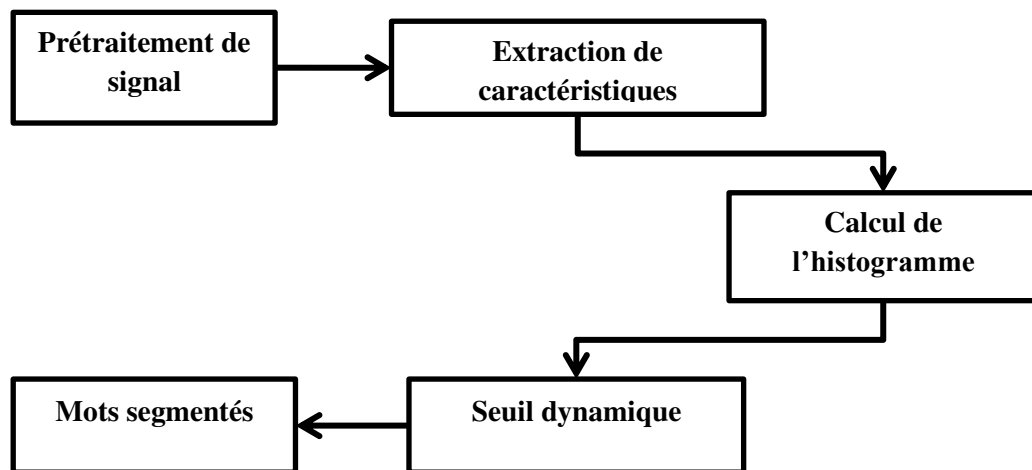 Prétraitement de
signal
Extraction de
caractéristiques
Calcul de
l’histogramme
Seuil dynamique
Mots segmentés